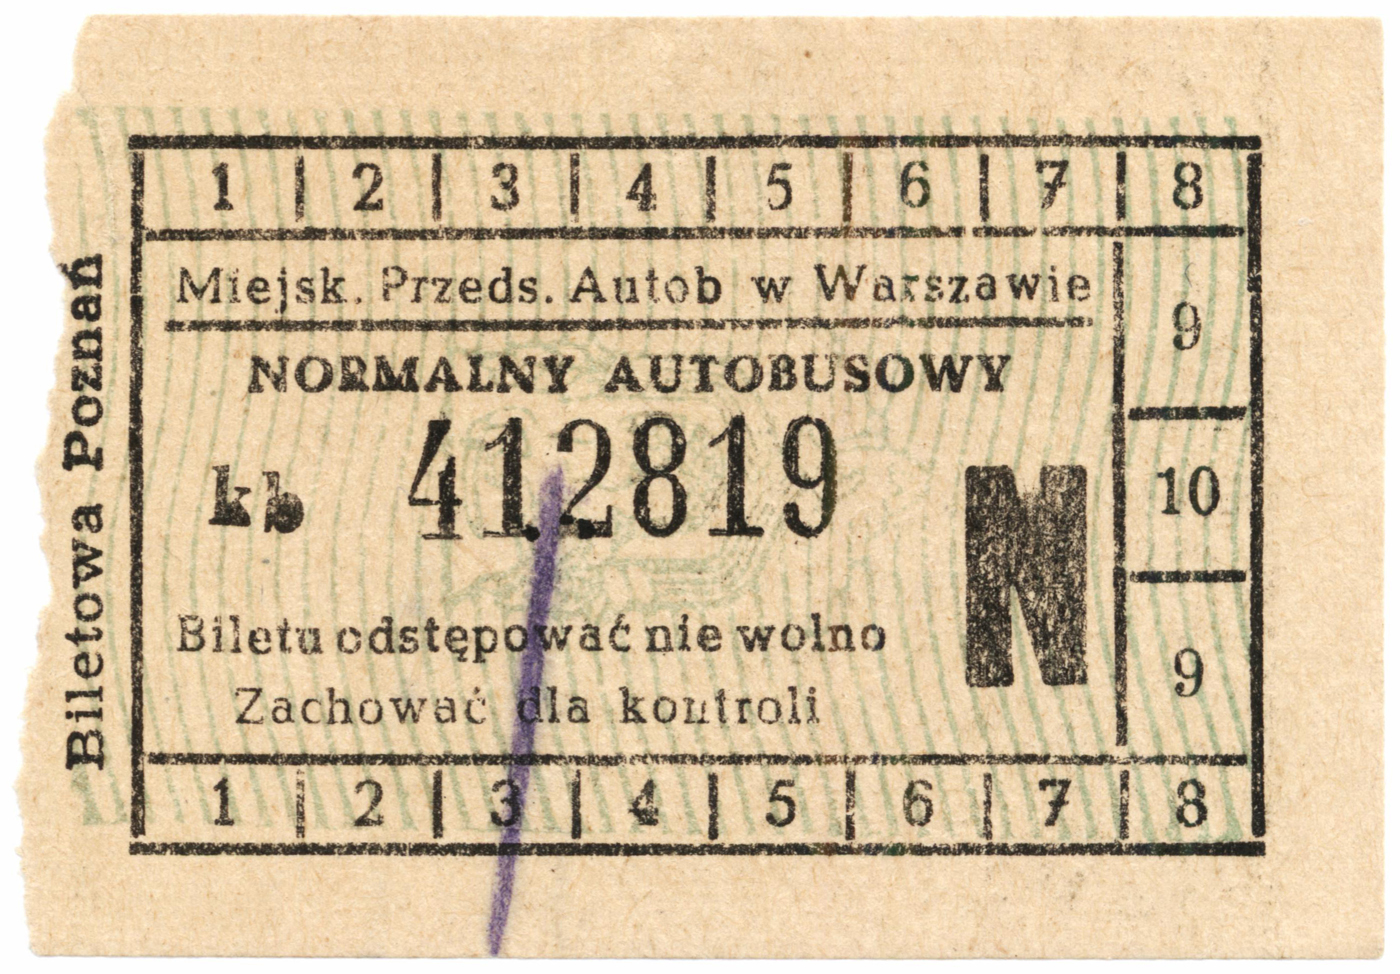 1 2 3 4 5 6 7 8
Miejsk. Przeds. Autob w Warszawie
9
NORMALNY AUTOBUSOWY
kb 412819
10
N
Biletu odstępować nie wolno
9
Zachować dla kontroli
1 2 3 4 5 6 7 8
Biletowa Poznań